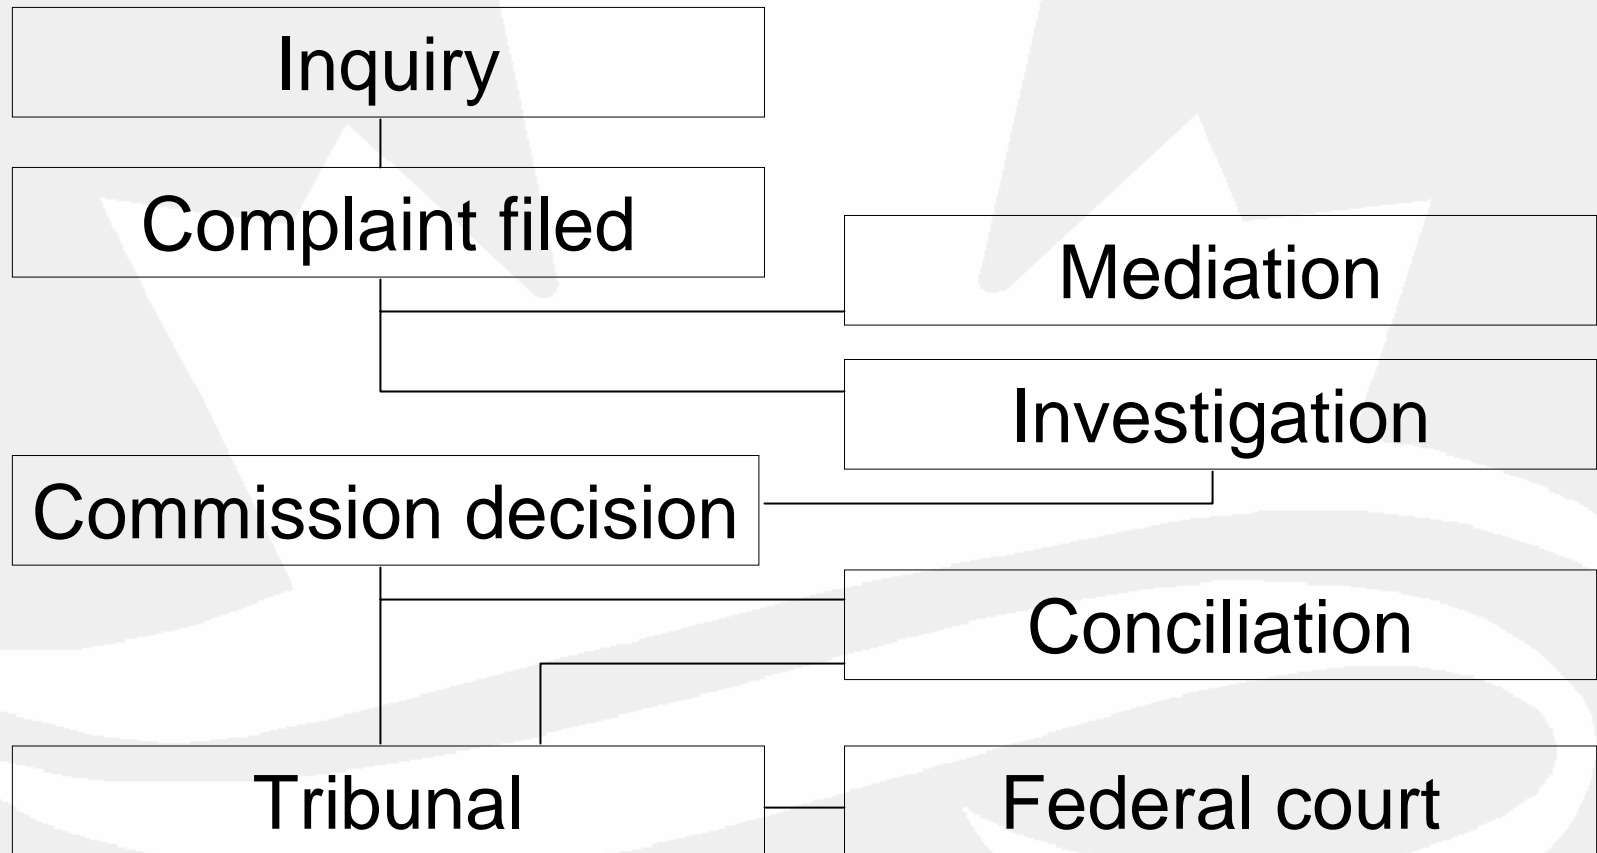 Inquiry
Complaint filed
Mediation
Investigation
Commission decision
Conciliation
Tribunal
Federal court